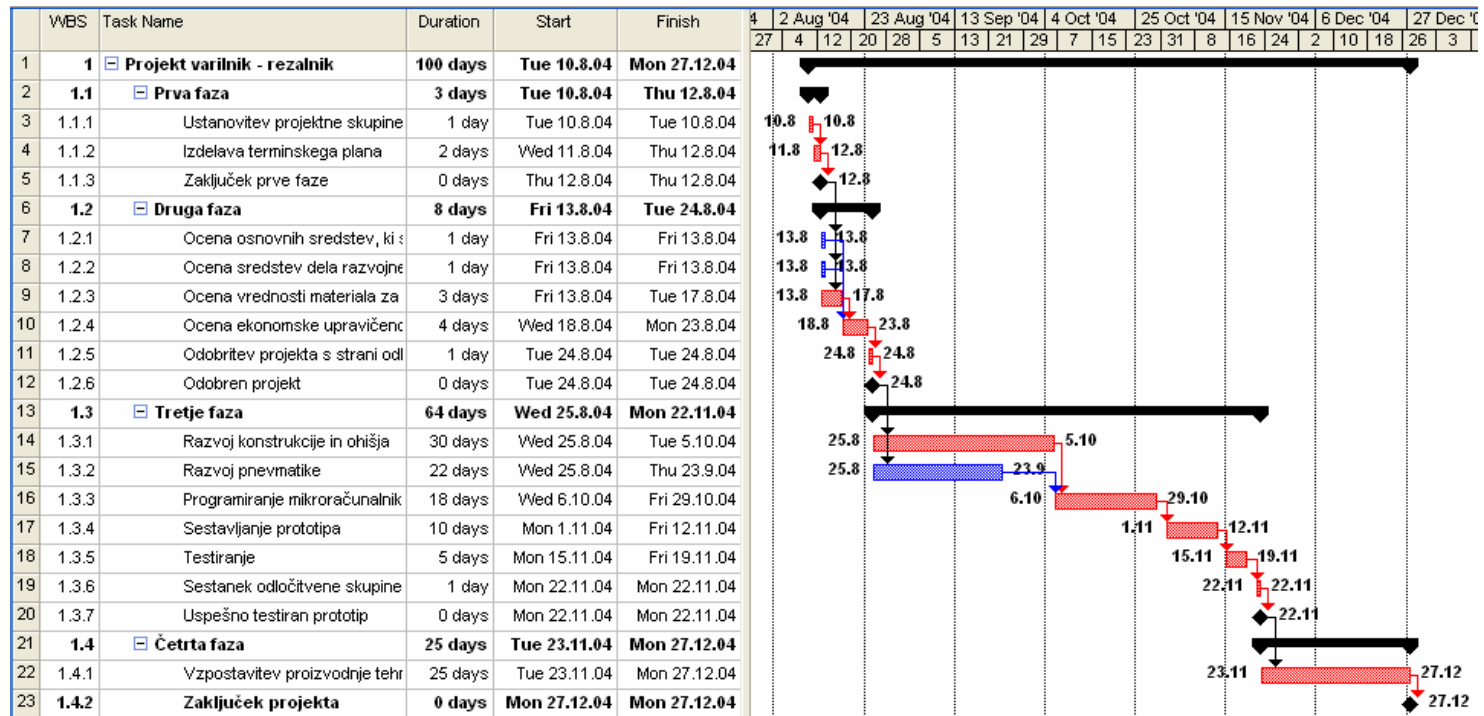 WBS Task Name Duration Start Finish 4 2 Aug '04 23 Aug '04 13 Sep '04 4 Oct '04 25 Oct '04 15 Nov '04 6 Dec '04 27 Dec
27 4 12 20 28 5 13 21 29 7 15 23 31 8 16 24 2 10 18 26 3
1 1 Projekt varilnik - rezalnik 100 days Tue 10.8.04 Mon 27.12.04
2 1.1 Prva faza 3 days Tue 10.8.04 Thu 12.8.04
3 1.1.1 Ustanovitev projektne skupine 1 day Tue 10.8.04 Tue 10.8.04 10.8 10.8
4 1.1.2 Izdelava terminskega plana 2 days Wed 11.8.04 Thu 12.8.04 11.8 12.8
5 1.1.3 Zaključek prve faze 0 days Thu 12.8.04 Thu 12.8.04 12.8
6 1.2 Druga faza 8 days Fri 13.8.04 Tue 24.8.04
7 1.2.1 Ocena osnovnih sredstev, ki 1 day Fri 13.8.04 Fri 13.8.04 13.8 13.8
8 1.2.2 Ocena sredstev dela razvojne 1 day Fri 13.8.04 Fri 13.8.04 13.8 13.8
9 1.2.3 Ocena vrednosti materiala za 3 days Fri 13.8.04 Tue 17.8.04 13.8 17.8
10 1.2.4 Ocena ekonomske upravičenc 4 days Wed 18.8.04 Mon 23.8.04 18.8 23.8
11 1.2.5 Odobritev projekta s strani odl 1 day Tue 24.8.04 Tue 24.8.04 24.8 24.8
12 1.2.6 Odobren projekt 0 days Tue 24.8.04 Tue 24.8.04 24.8
13 1.3 Tretje faza 64 days Wed 25.8.04 Mon 22.11.04
14 1.3.1 Razvoj konstrukcije in ohišja 30 days Wed 25.8.04 Tue 5.10.04 25.8 5.10
15 1.3.2 Razvoj pnevmatike 22 days Wed 25.8.04 Thu 23.9.04 25.8 23.9
16 1.3.3 Programiranje mikroračunalnik 18 days Wed 6.10.04 Fri 29.10.04 6.10 29.10
17 1.3.4 Sestavljanje prototipa 10 days Mon 1.11.04 Fri 12.11.04 1.11 12.11
18 1.3.5 Testiranje 5 days Mon 15.11.04 Fri 19.11.04 15.11 19.11
19 1.3.6 Sestanek odločitvene skupine 1 day Mon 22.11.04 Mon 22.11.04 22.11 22.11
20 1.3.7 Uspešno testiran prototip 0 days Mon 22.11.04 Mon 22.11.04 22.11
21 1.4 Četrta faza 25 days Tue 23.11.04 Mon 27.12.04
22 1.4.1 Vzpostavitev proizvodnje tehr 25 days Tue 23.11.04 Mon 27.12.04 23.11 27.12
23 1.4.2 Zaključek projekta 0 days Mon 27.12.04 Mon 27.12.04 27.12